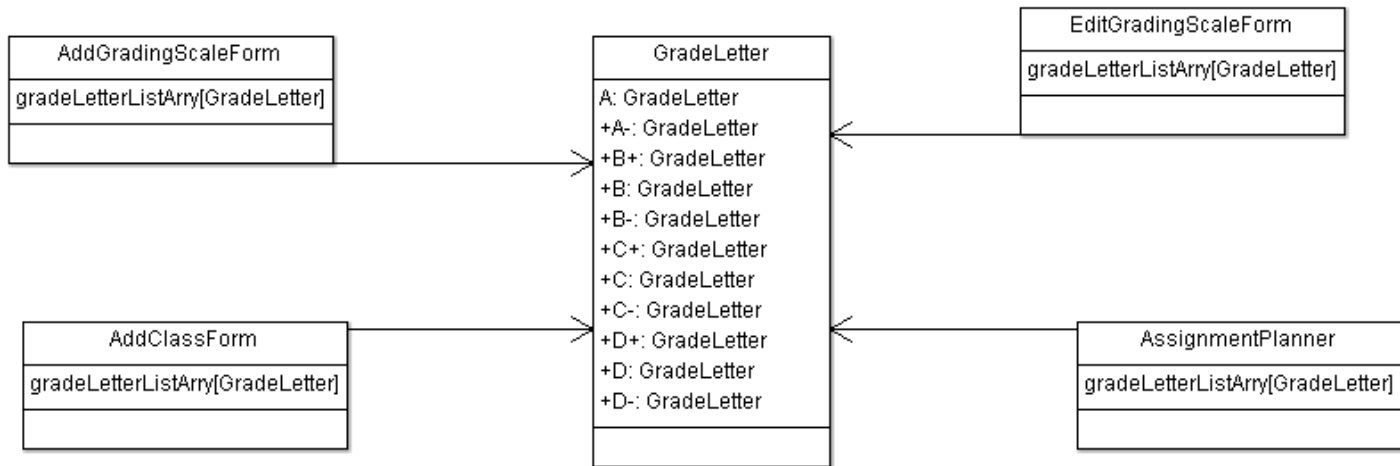 AddGradingScaleForm
gradeLetterListArry[GradeLetter]
GradeLetter
A: GradeLetter
+A-: GradeLetter
+B+: GradeLetter
+B: GradeLetter
+B-: GradeLetter
+C+: GradeLetter
+C: GradeLetter
+C-: GradeLetter
+D+: GradeLetter
+D: GradeLetter
+D-: GradeLetter
EditGradingScaleForm
gradeLetterListArry[GradeLetter]
AddClassForm
gradeLetterListArry[GradeLetter]
AssignmentPlanner
gradeLetterListArry[GradeLetter]